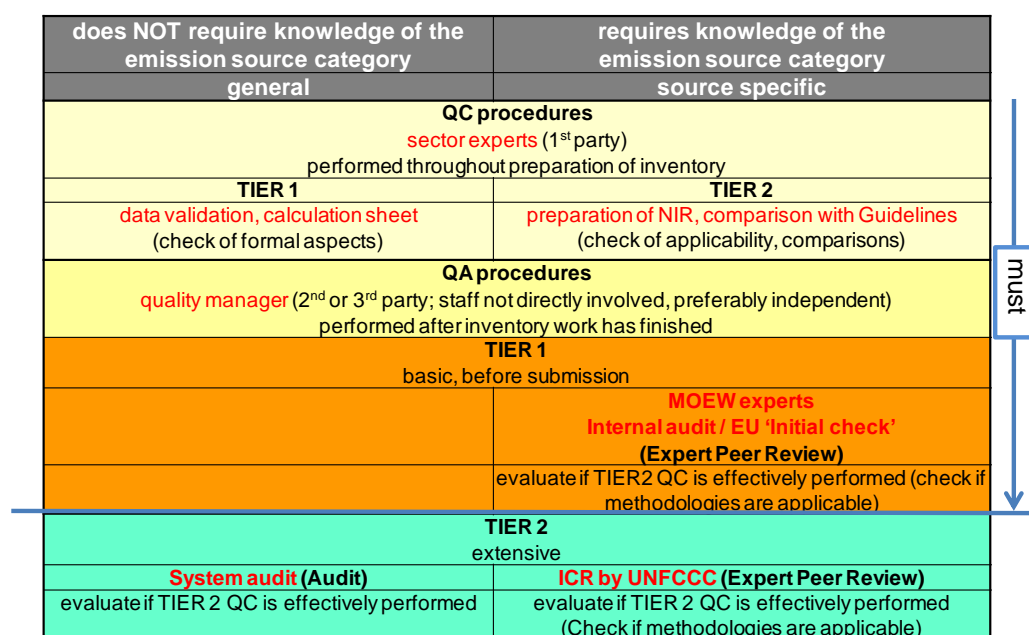 does NOT require knowledge of the
emission source category
requires knowledge of the
emission source category
general
source specific
QC procedures
sector experts (1st party)
performed throughout preparation of inventory
TIER 1
TIER 2
data validation, calculation sheet
(check of formal aspects)
preparation of NIR, comparison with Guidelines
(check of applicability, comparisons)
QA procedures
quality manager (2nd or 3rd party; staff not directly involved, preferably independent)
performed after inventory work has finished
TIER 1
basic, before submission
MOEW experts
Internal audit / EU ‘Initial check’
(Expert Peer Review)
evaluate if TIER2 QC is effectively performed (check if
methodologies are applicable)
must
TIER 2
extensive
System audit (Audit)
ICR by UNFCCC (Expert Peer Review)
evaluate if TIER 2 QC is effectively performed
evaluate if TIER 2 QC is effectively performed
(Check if methodologies are applicable)